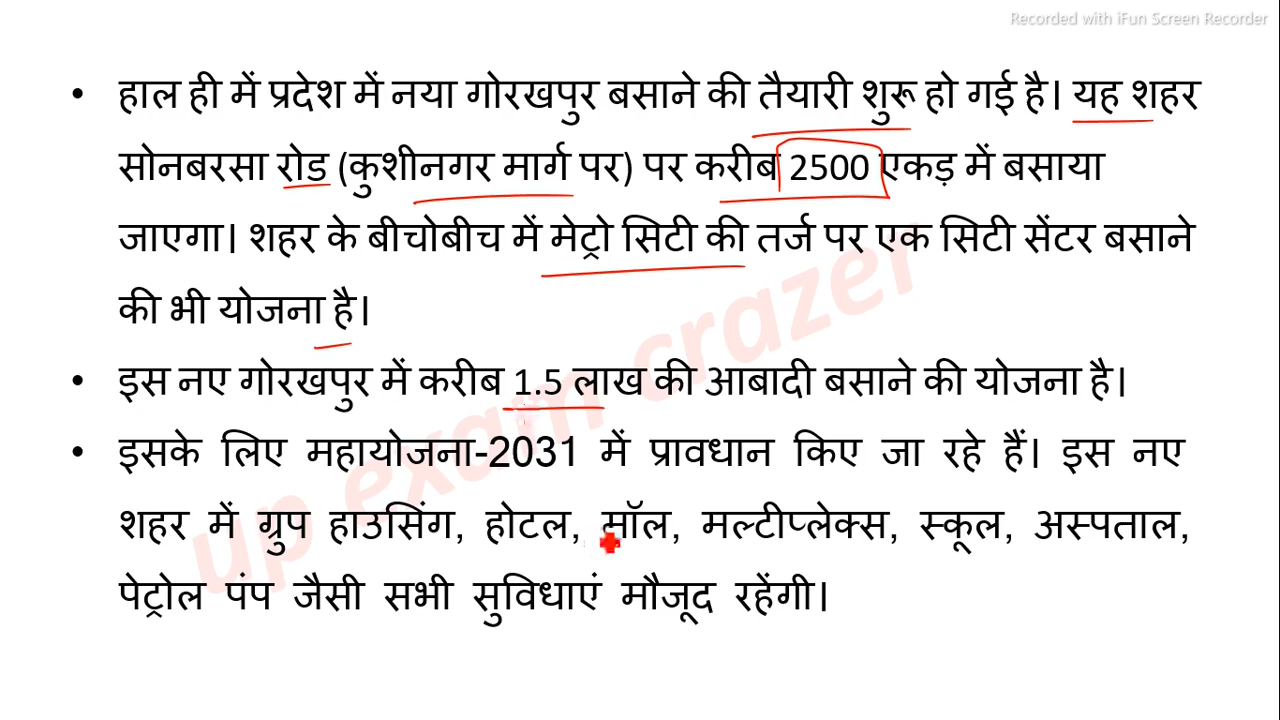 Recorded with iFun Screen Recorder
• हाल ही में प्रदेश में नया गोरखपुर बसाने की तैयारी शुरू हो गई है। यह शहर
सोनबरसा रोड (कुशीनगर मार्ग पर) पर करीब 2500 एकड़ में बसाया
जाएगा। शहर के बीचोबीच में मेट्रो सिटी की तर्ज पर एक सिटी सेंटर बसाने
की भी योजना है।
• इस नए गोरखपुर में करीब 1.5 लाख की आबादी बसाने की योजना है।
• इसके लिए महायोजना-2031 में प्रावधान किए जा रहे हैं। इस नए
शहर में ग्रुप हाउसिंग, होटल, मॉल, मल्टीप्लेक्स, स्कूल, अस्पताल,
पेट्रोल पंप जैसी सभी सुविधाएं मौजूद रहेंगी।
up exam crazer